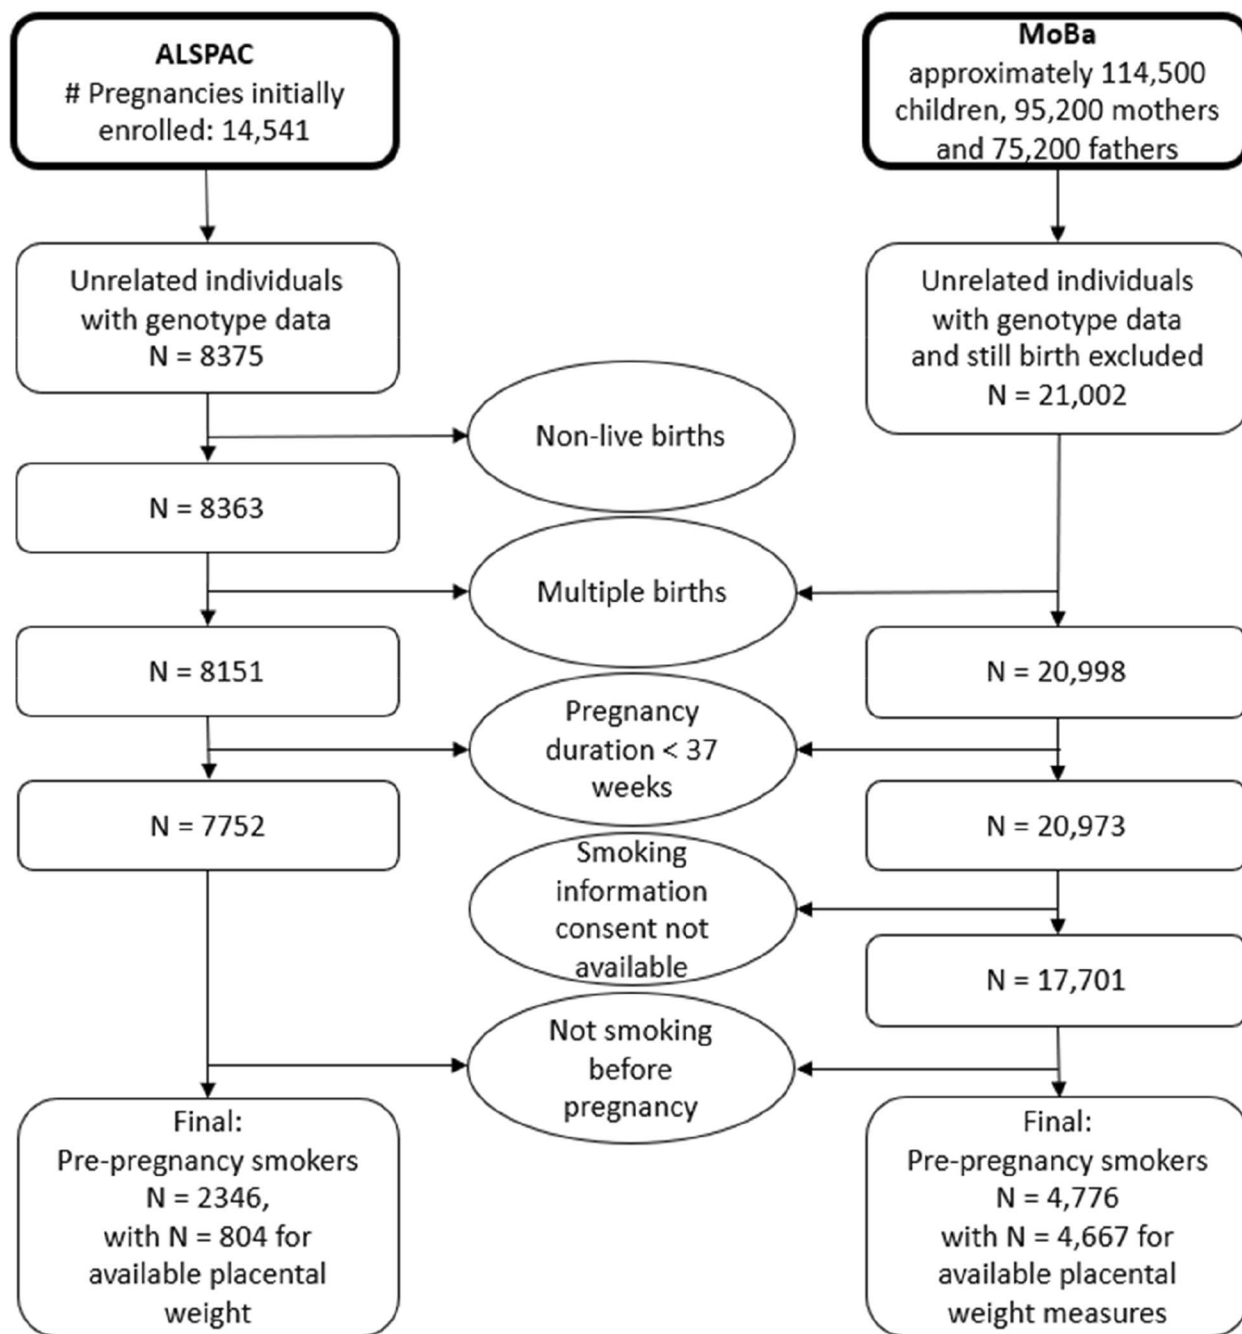 ALSPAC
# Pregnancies initially
enrolled: 14,541
MoBa
approximately 114,500
children, 95,200 mothers
and 75,200 fathers
Unrelated individuals
with genotype data
N = 8375
Unrelated individuals
with genotype data
and still birth excluded
N = 21,002
Non-live births
N = 8363
Multiple births
N = 8151
N = 20,998
Pregnancy
duration < 37
weeks
N = 7752
N = 20,973
Smoking
information
consent not
available
N = 17,701
Not smoking
before
pregnancy
Final:
Pre-pregnancy smokers
N = 2346,
with N = 804 for
available placental
weight
Final:
Pre-pregnancy smokers
N = 4,776
with N = 4,667 for
available placental
weight measures